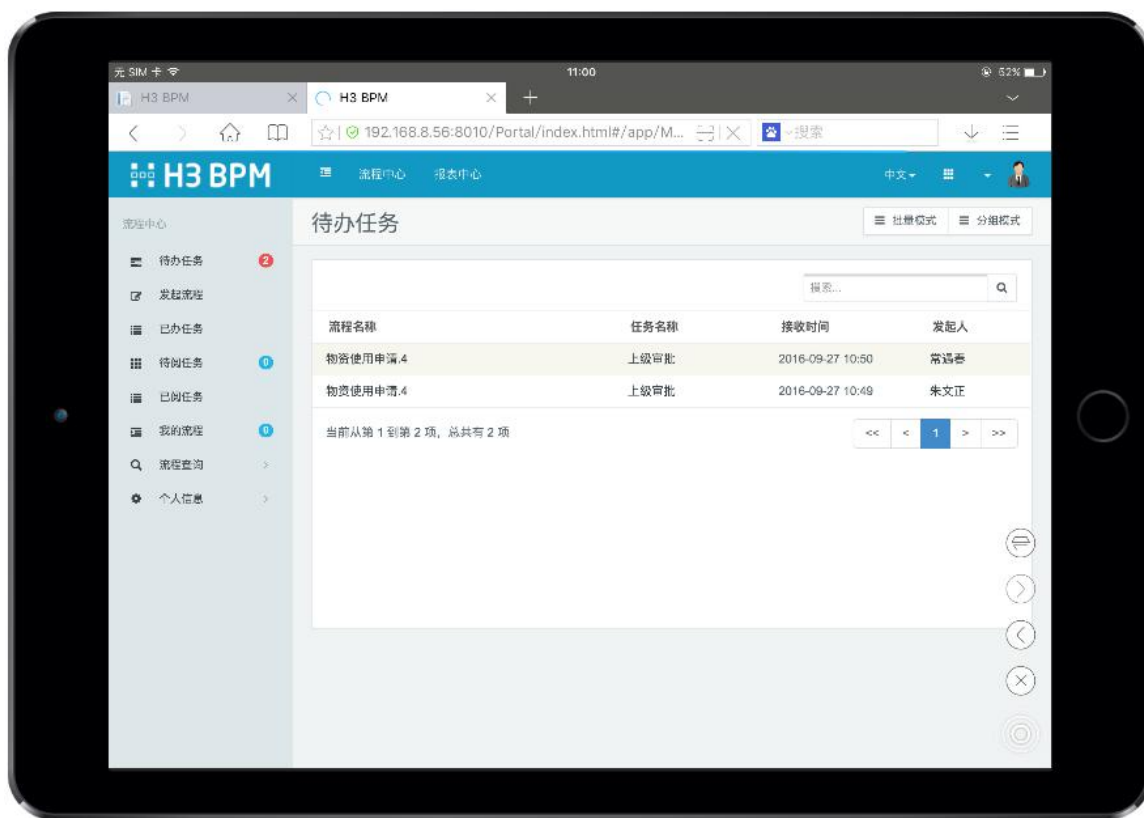 无 SIM 卡 11:00 62%
H3 BPM × H3 BPM × +
192.168.8.56:8010/Portal/index.html#/app/M... 搜索
H3 BPM 流程中心 报表中心 中文
流程中心
待办任务 2
发起流程
已办任务
待阅任务 0
已阅任务
我的流程 0
流程查询
个人信息
待办任务 批量模式 分组模式
搜索...
流程名称 任务名称 接收时间 发起人
物资使用申请.4 上级审批 2016-09-27 10:50 常遇春
物资使用申请.4 上级审批 2016-09-27 10:49 朱文正
当前从第 1 到第 2 项，总共有 2 项 << < 1 > >>